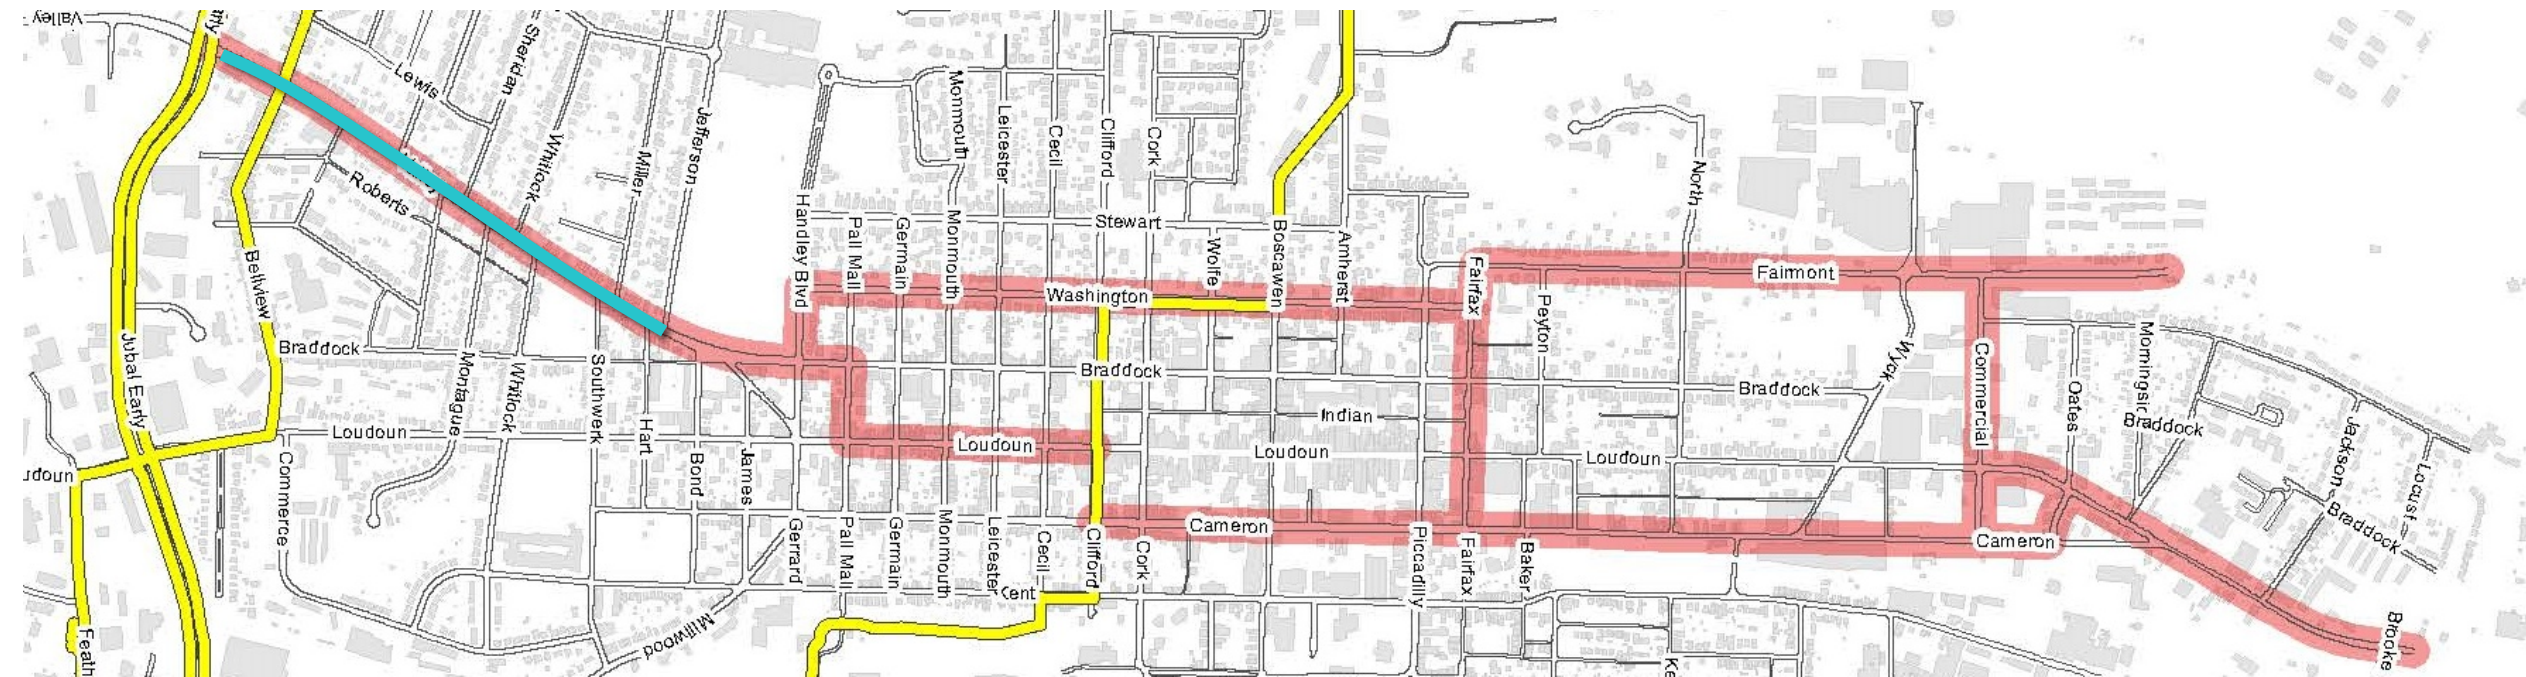 Valley
Lewis
Sheridan
Whitlock
Miller
Jefferson
Roberts
Bellview
Jubal Early
Braddock
Montague
Whitlock
Southwerk
Hart
Bond
James
Loudoun
Commerce
Handley Blvd
Pall Mall
Germain
Monmouth
Monmouth
Leicester
Cecil
Clifford
Cork
Stewart
Wolfe
Boscawen
Amherst
Washington
Braddock
Indian
Loudoun
Loudoun
Cameron
Gerrard
Pall Mall
Germain
Monmouth
Leicester
Cecil
Clifford
Cork
Kent
Millwood
Piccadilly
Fairfax
Baker
Fairfax
Peyton
North
Fairmont
Wyck
Braddock
Loudoun
Commercial
Cameron
Oates
Braddock
Jackson
Locust
Braddock
Brooke